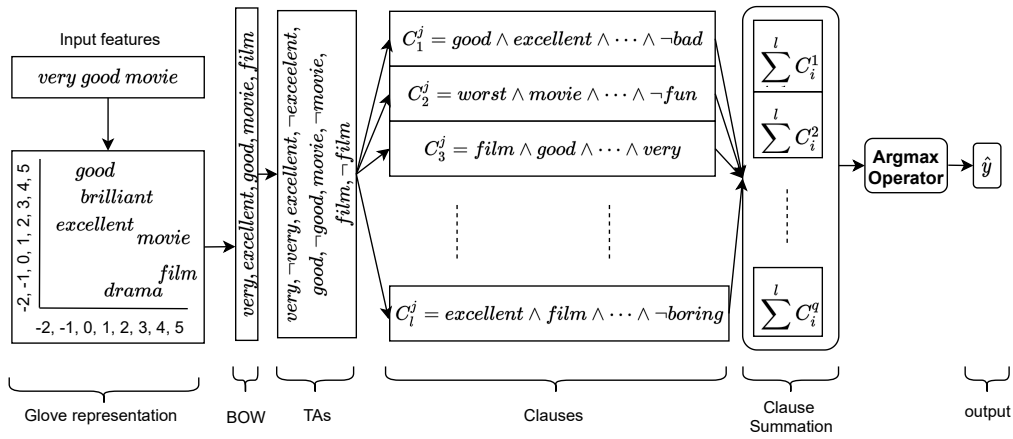 Input features
very good movie
good
brilliant
excellent
movie
film
drama
-2, -1, 0, 1, 2, 3, 4, 5
-2, -1, 0, 1, 2, 3, 4, 5
very, excellent, good, movie, film
very, ¬very, excellent, ¬exceelent,
good, ¬good, movie, ¬movie,
film, ¬film
C_1^j = good ∧ excellent ∧ ⋯ ∧ ¬bad
C_2^j = worst ∧ movie ∧ ⋯ ∧ ¬fun
C_3^j = film ∧ good ∧ ⋯ ∧ very
C_l^j = excellent ∧ film ∧ ⋯ ∧ ¬boring
∑^l C_i^1
∑^l C_i^2
∑^l C_i^q
Argmax
Operator
ŷ
Glove representation
BOW
TAs
Clauses
Clause
Summation
output